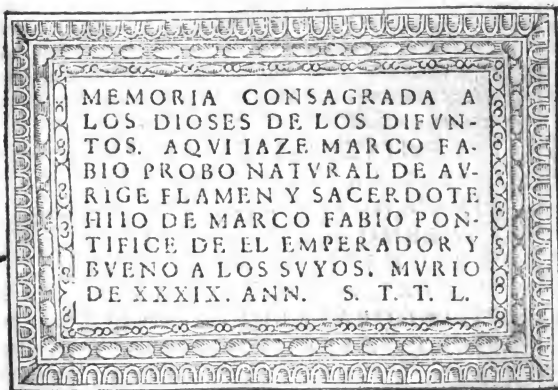 MEMORIA CONSAGRADA A
LOS DIOSES DE LOS DIFVN-
TOS. AQVI IAZE MARCO FA-
BIO PROBO NATVRAL DE AV-
RIGE FLAMEN Y SACERDOTE
HIIO DE MARCO FABIO PON-
TIFICE DE EL EMPERADOR Y
BVENO A LOS SVYOS. MVRIO
DE XXXIX. ANN. S. T. T. L.